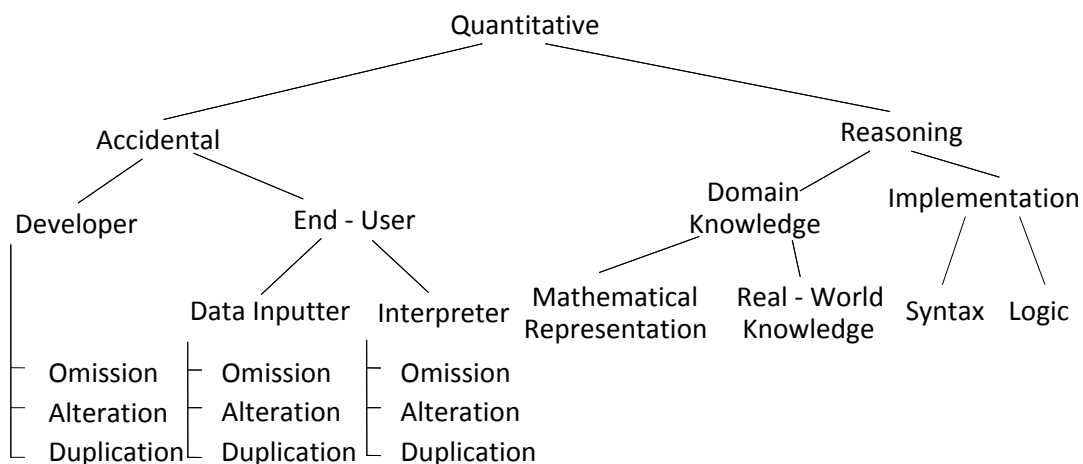 Quantitative
Accidental
Reasoning
Developer
End - User
Domain
Knowledge
Implementation
Data Inputter
Interpreter
Mathematical
Representation
Real - World
Knowledge
Syntax
Logic
Omission
Alteration
Duplication
Omission
Alteration
Duplication
Omission
Alteration
Duplication